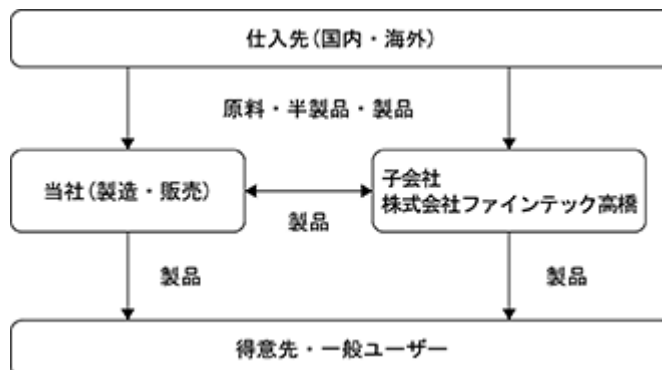 仕入先(国内・海外)
原料・半製品・製品
当社(製造・販売)
子会社
株式会社ファインテック高橋
製品
製品
製品
得意先・一般ユーザー